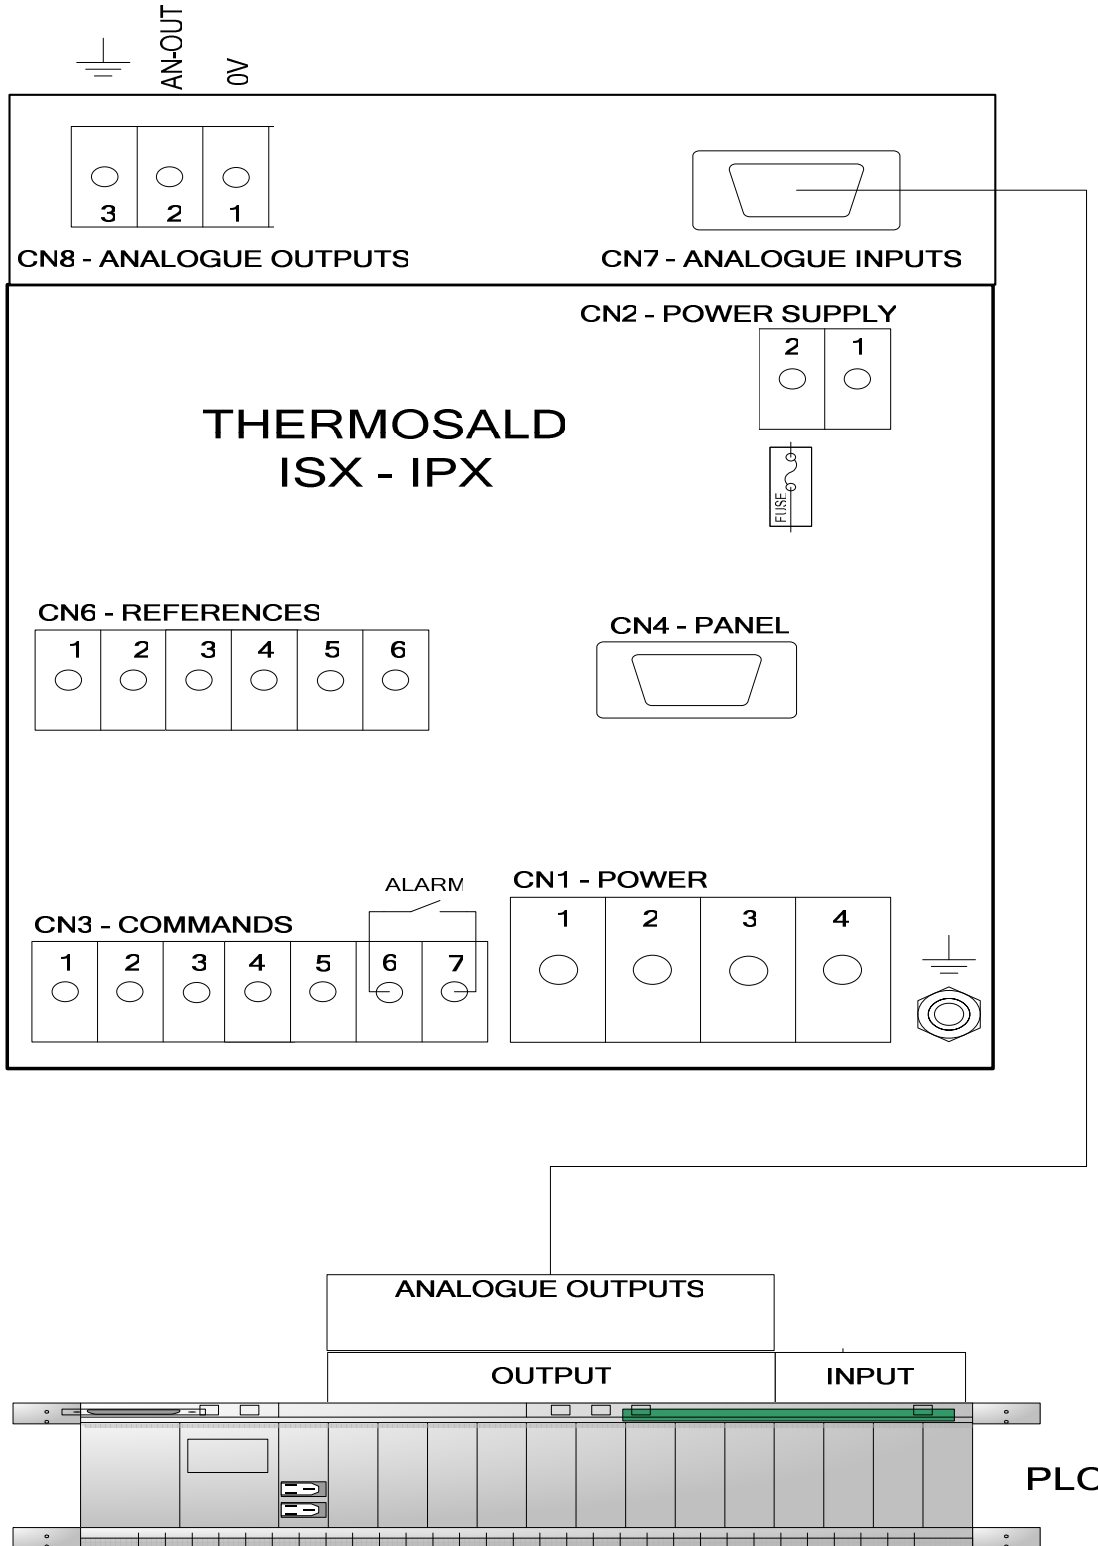 AN-OUT
0V
3 2 1
CN8 - ANALOGUE OUTPUTS
CN7 - ANALOGUE INPUTS
CN2 - POWER SUPPLY
2 1
THERMOSALD
ISX - IPX
FUSE
CN6 - REFERENCES
1 2 3 4 5 6
CN4 - PANEL
ALARM
CN1 - POWER
1 2 3 4
CN3 - COMMANDS
1 2 3 4 5 6 7
ANALOGUE OUTPUTS
OUTPUT
INPUT
PLC